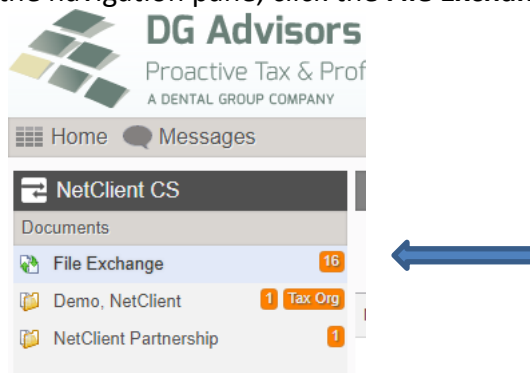 the navigation pane, click the File Exchan
DG Advisors
Proactive Tax & Prof
A DENTAL GROUP COMPANY
Home Messages
NetClient CS
Documents
File Exchange 16
Demo, NetClient 1 Tax Org
NetClient Partnership 1